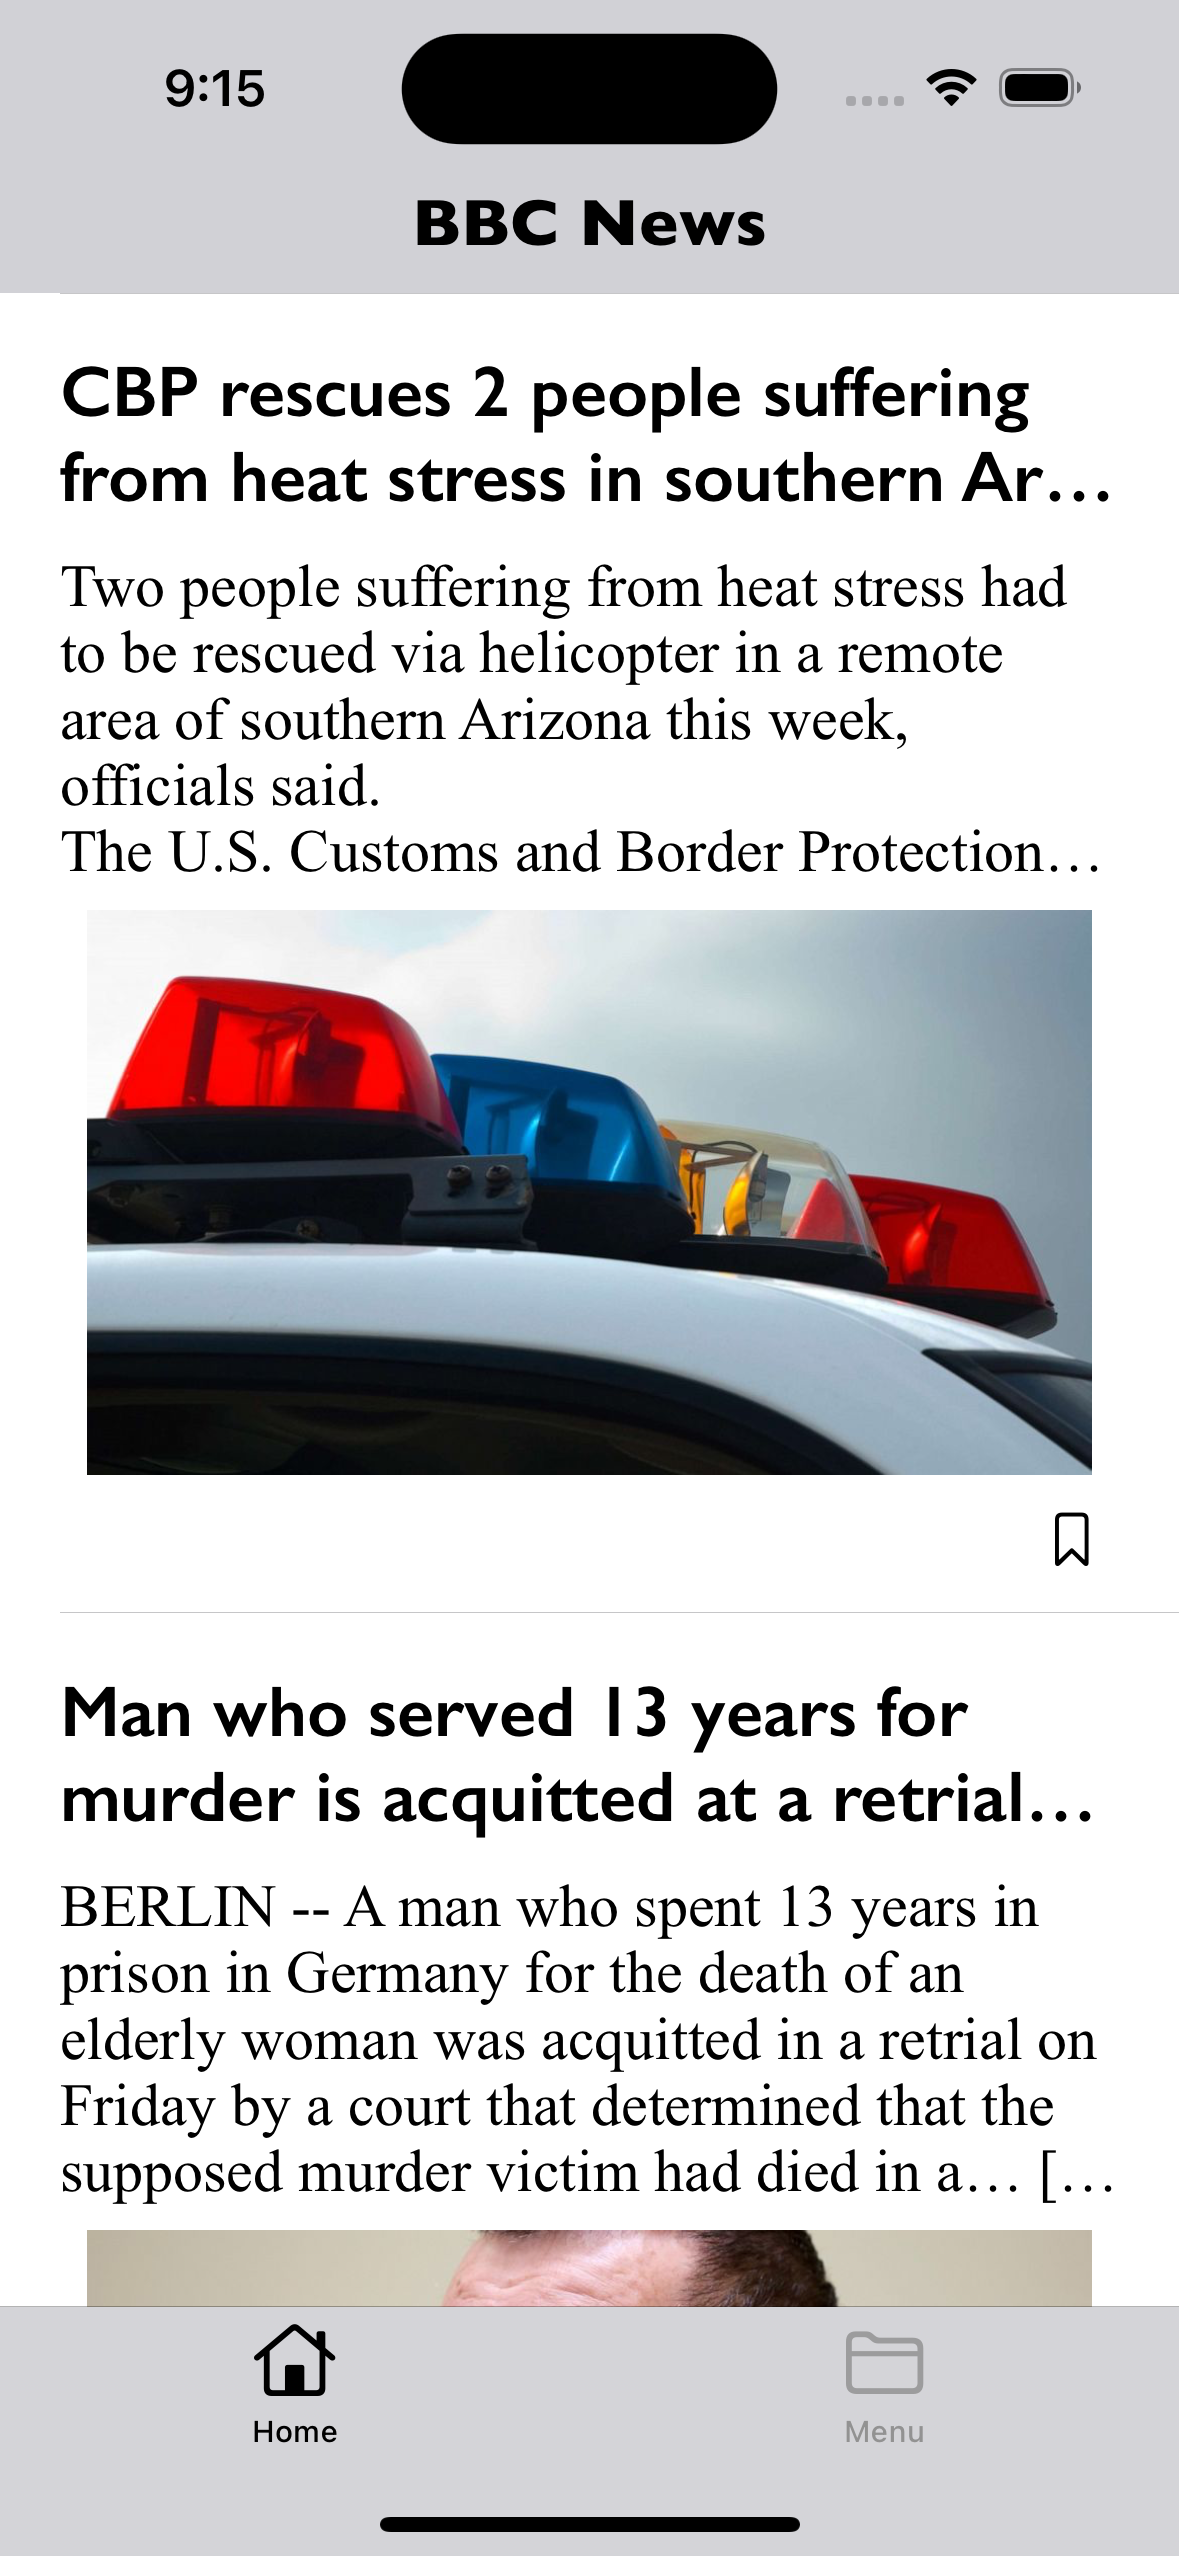 9:15
BBC News
CBP rescues 2 people suffering
from heat stress in southern Ar…
Two people suffering from heat stress had
to be rescued via helicopter in a remote
area of southern Arizona this week,
officials said.
The U.S. Customs and Border Protection…
Man who served 13 years for
murder is acquitted at a retrial…
BERLIN -- A man who spent 13 years in
prison in Germany for the death of an
elderly woman was acquitted in a retrial on
Friday by a court that determined that the
supposed murder victim had died in a… […
Home
Menu